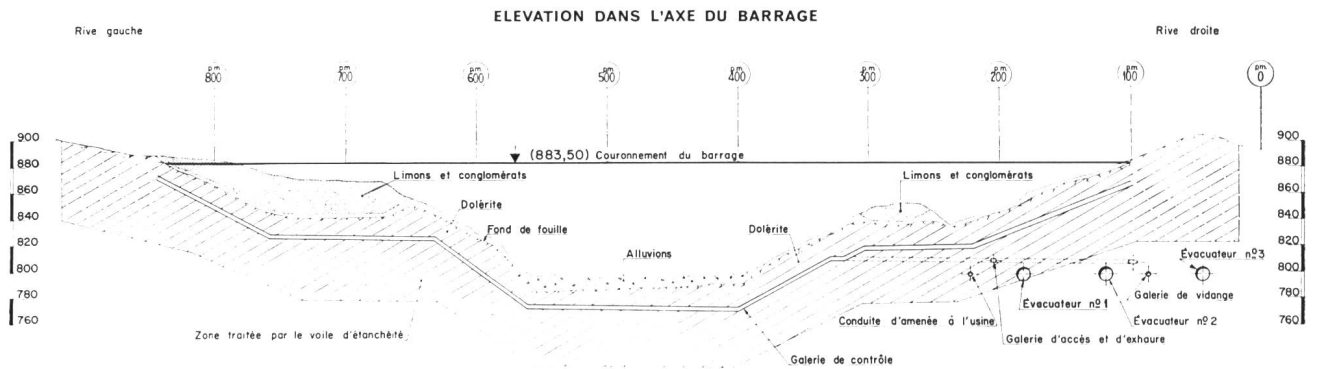 ELEVATION DANS L'AXE DU BARRAGE
Rive gauche
Rive droite
p.m. 800
p.m. 700
p.m. 600
p.m. 500
p.m. 400
p.m. 300
p.m. 200
p.m. 100
p.m. 0
900
880
860
840
820
800
780
760
(883,50) Couronnement du barrage
Limons et conglomérats
Dolérite
Fond de fouille
Alluvions
Zone traitée par le voile d'étanchéité
Limons et conglomérats
Dolérite
Conduite d'amenée à l'usine
Galerie de contrôle
Galerie d'accès et d'exhaure
Évacuateur nº1
Évacuateur nº2
Galerie de vidange
Évacuateur nº3
900
880
860
840
820
800
780
760